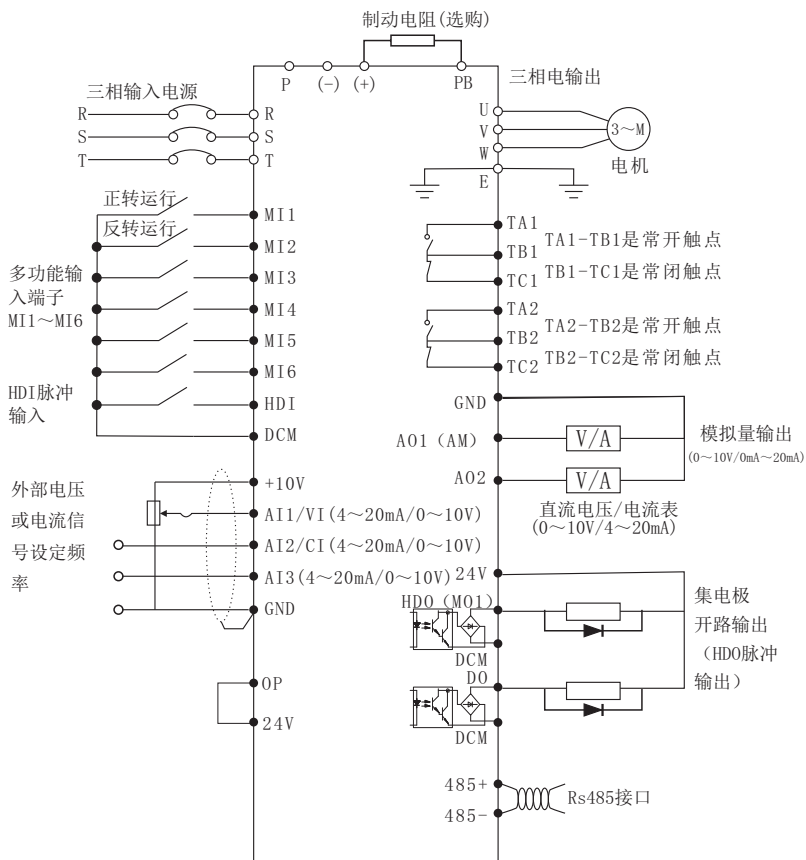 制动电阻(选购)
P
(-)
(+)
PB
三相输入电源
三相电输出
R
R
S
S
T
T
U
V
W
E
3～M
电机
正转运行
MI1
反转运行
MI2
MI3
多功能输
入端子
MI1～MI6
MI4
MI5
MI6
HDI脉冲
输入
HDI
DCM
TA1
TB1
TC1
TA1-TB1是常开触点
TB1-TC1是常闭触点
TA2
TB2
TC2
TA2-TB2是常开触点
TB2-TC2是常闭触点
GND
AO1（AM）
V/A
AO2
V/A
模拟量输出
(0～10V/0mA～20mA)
直流电压/电流表
(0～10V/4～20mA)
外部电压
或电流信
号设定频
率
+10V
AI1/VI(4～20mA/0～10V)
AI2/CI(4～20mA/0～10V)
AI3(4～20mA/0～10V)
GND
24V
HDO（MO1）
DCM
DO
DCM
集电极
开路输出
（HDO脉冲
输出）
OP
24V
485+
485-
Rs485接口